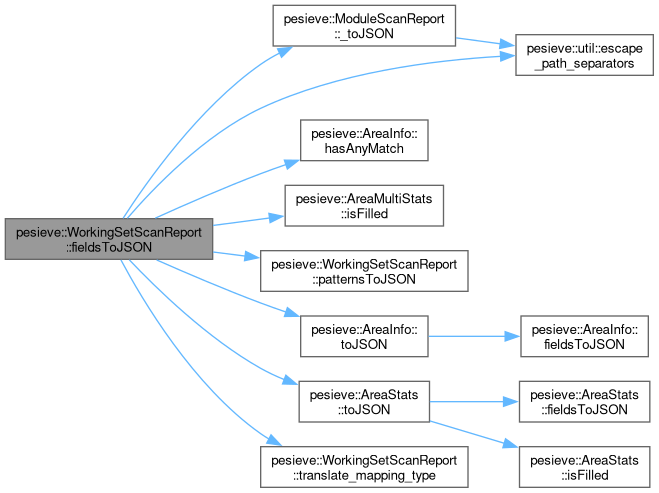 pesieve::ModuleScanReport
::_toJSON
pesieve::util::escape
_path_separators
pesieve::AreaInfo::
hasAnyMatch
pesieve::AreaMultiStats
::isFilled
pesieve::WorkingSetScanReport
::fieldsToJSON
pesieve::WorkingSetScanReport
::patternsToJSON
pesieve::AreaInfo::
toJSON
pesieve::AreaInfo::
fieldsToJSON
pesieve::AreaStats
::toJSON
pesieve::AreaStats
::fieldsToJSON
pesieve::WorkingSetScanReport
::translate_mapping_type
pesieve::AreaStats
::isFilled